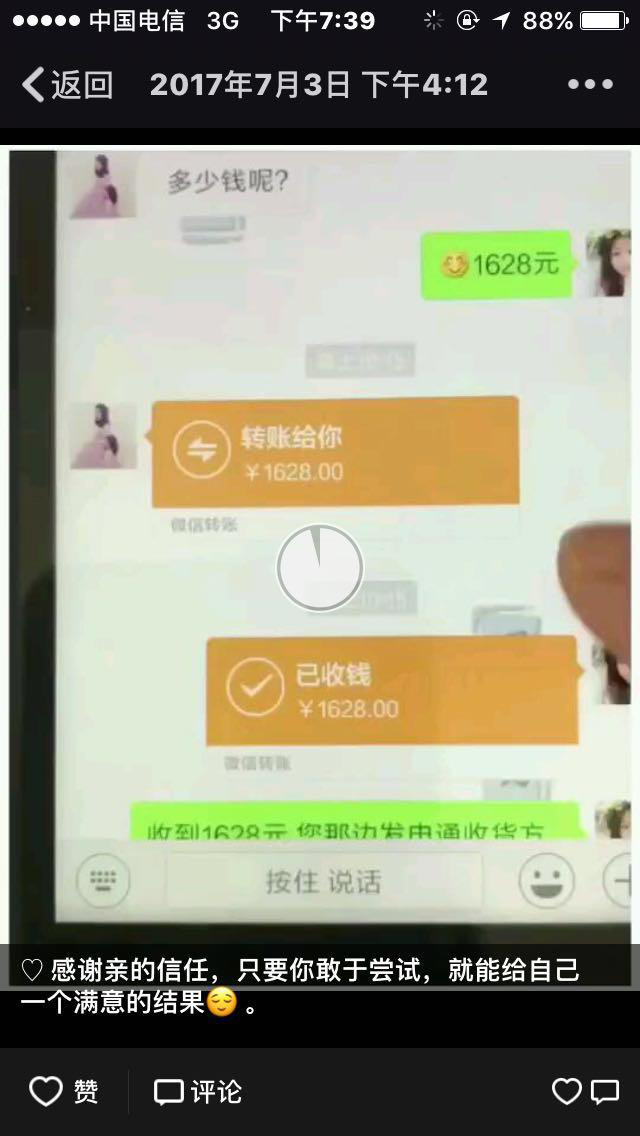 中国电信 3G 下午7:39 88%
返回 2017年7月3日 下午4:12
多少钱呢?
1628元
转账给你
￥1628.00
微信转账
已收钱
￥1628.00
微信转账
收到1628元 您那边发申通收货方
按住 说话
♡ 感谢亲的信任，只要你敢于尝试，就能给自己
一个满意的结果😌 。
赞 评论